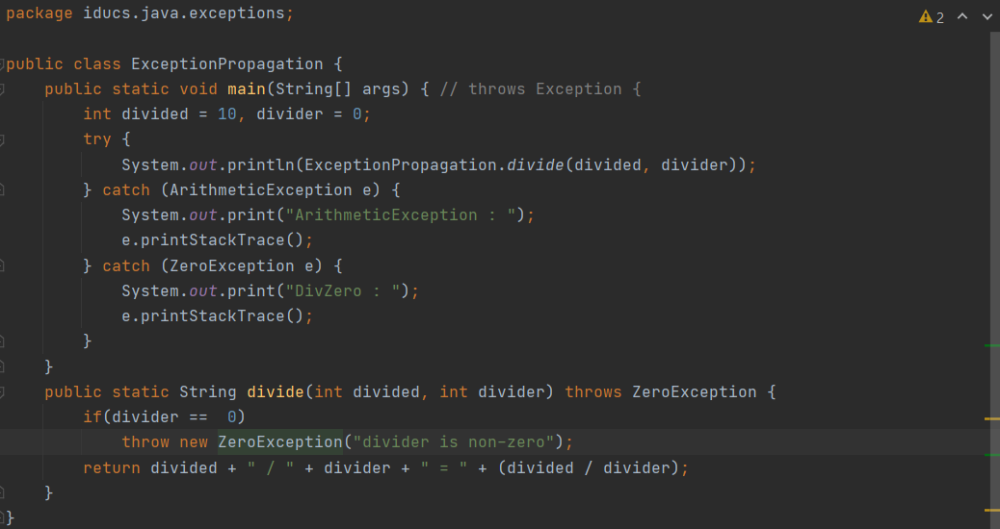 package iducs.java.exceptions;
2
public class ExceptionPropagation {
    public static void main(String[] args) { // throws Exception {
        int divided = 10, divider = 0;
        try {
            System.out.println(ExceptionPropagation.divide(divided, divider));
        } catch (ArithmeticException e) {
            System.out.print("ArithmeticException : ");
            e.printStackTrace();
        } catch (ZeroException e) {
            System.out.print("DivZero : ");
            e.printStackTrace();
        }
    }
    public static String divide(int divided, int divider) throws ZeroException {
        if(divider ==  0)
            throw new ZeroException("divider is non-zero");
        return divided + " / " + divider + " = " + (divided / divider);
    }
}